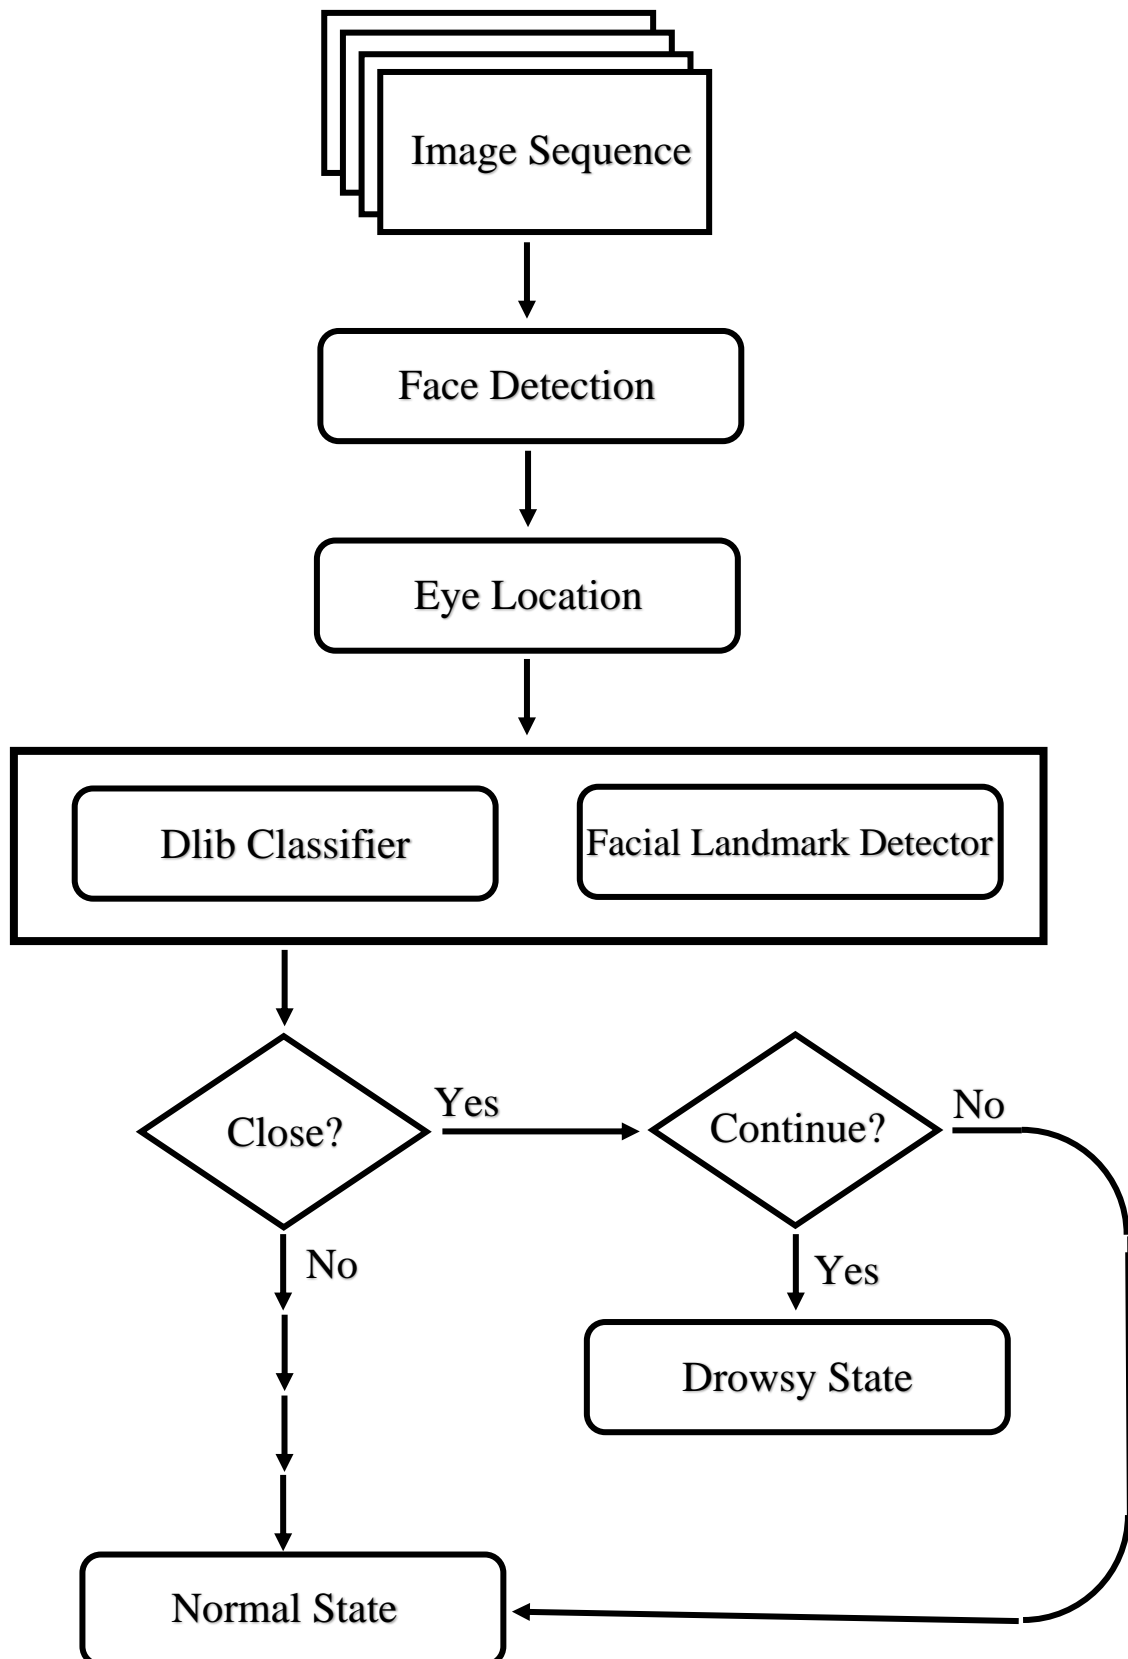 Image Sequence
Face Detection
Eye Location
Dlib Classifier
Facial Landmark Detector
Close?
Yes
Continue?
No
No
Yes
Drowsy State
Normal State